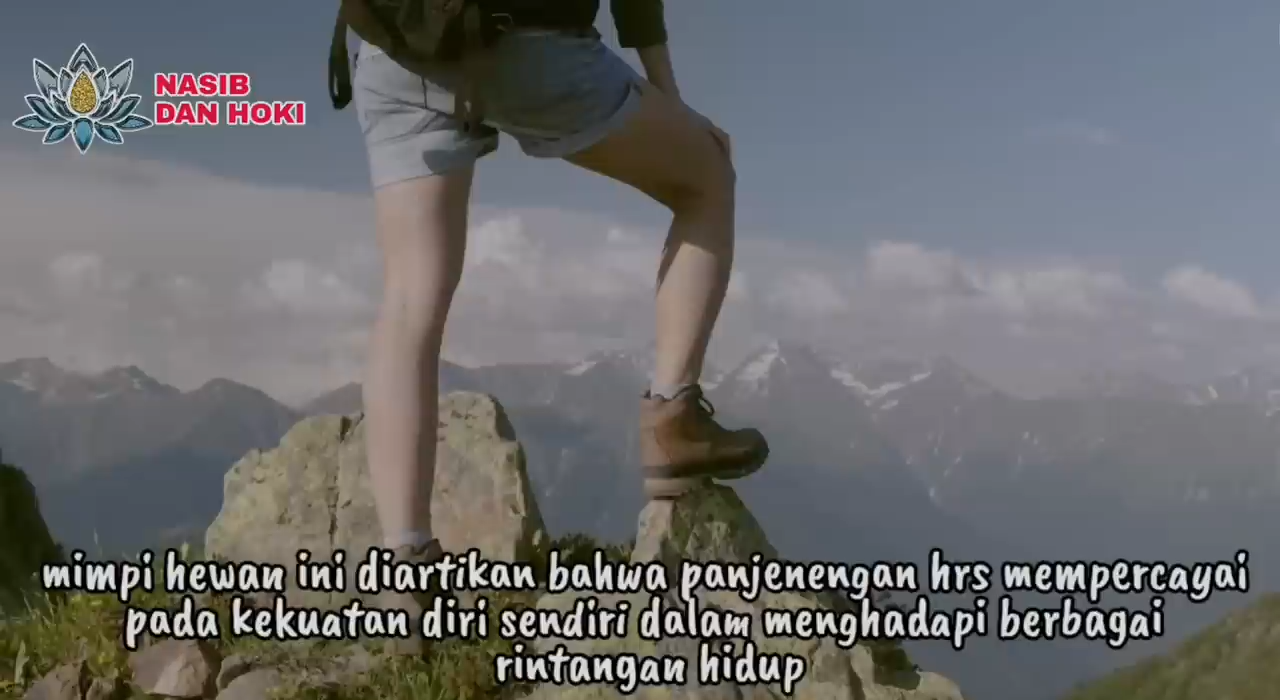 NASIB
DAN HOKI
mimpi hewan ini diartikan bahwa panjenengan hrs mempercayai
pada kekuatan diri sendiri dalam menghadapi berbagai
rintangan hidup